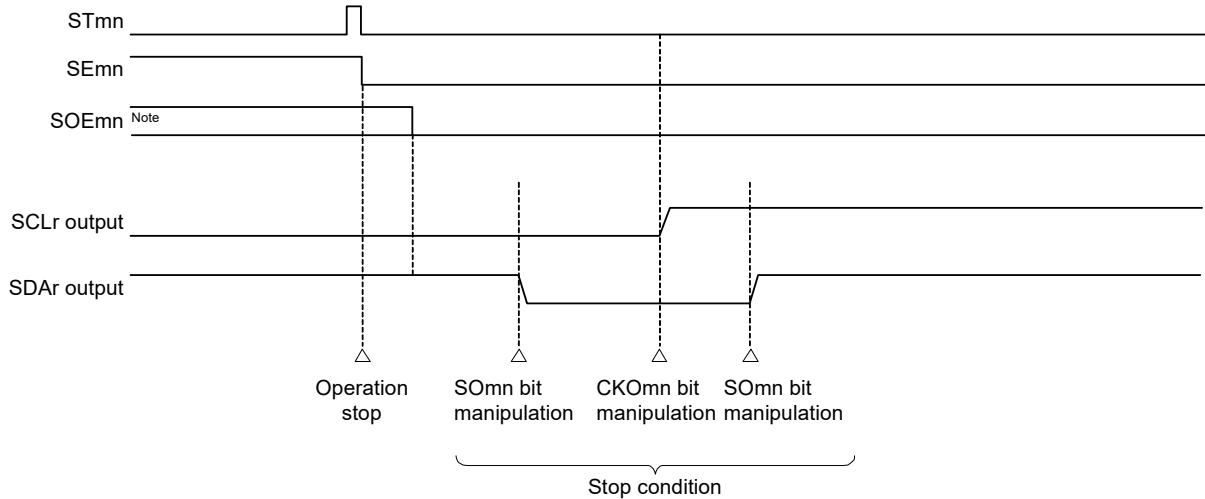 STmn
SEmn
SOEmn Note
SCLr output
SDAr output
Operation
stop
SOmn bit
manipulation
CKOmn bit
manipulation
SOmn bit
manipulation
Stop condition